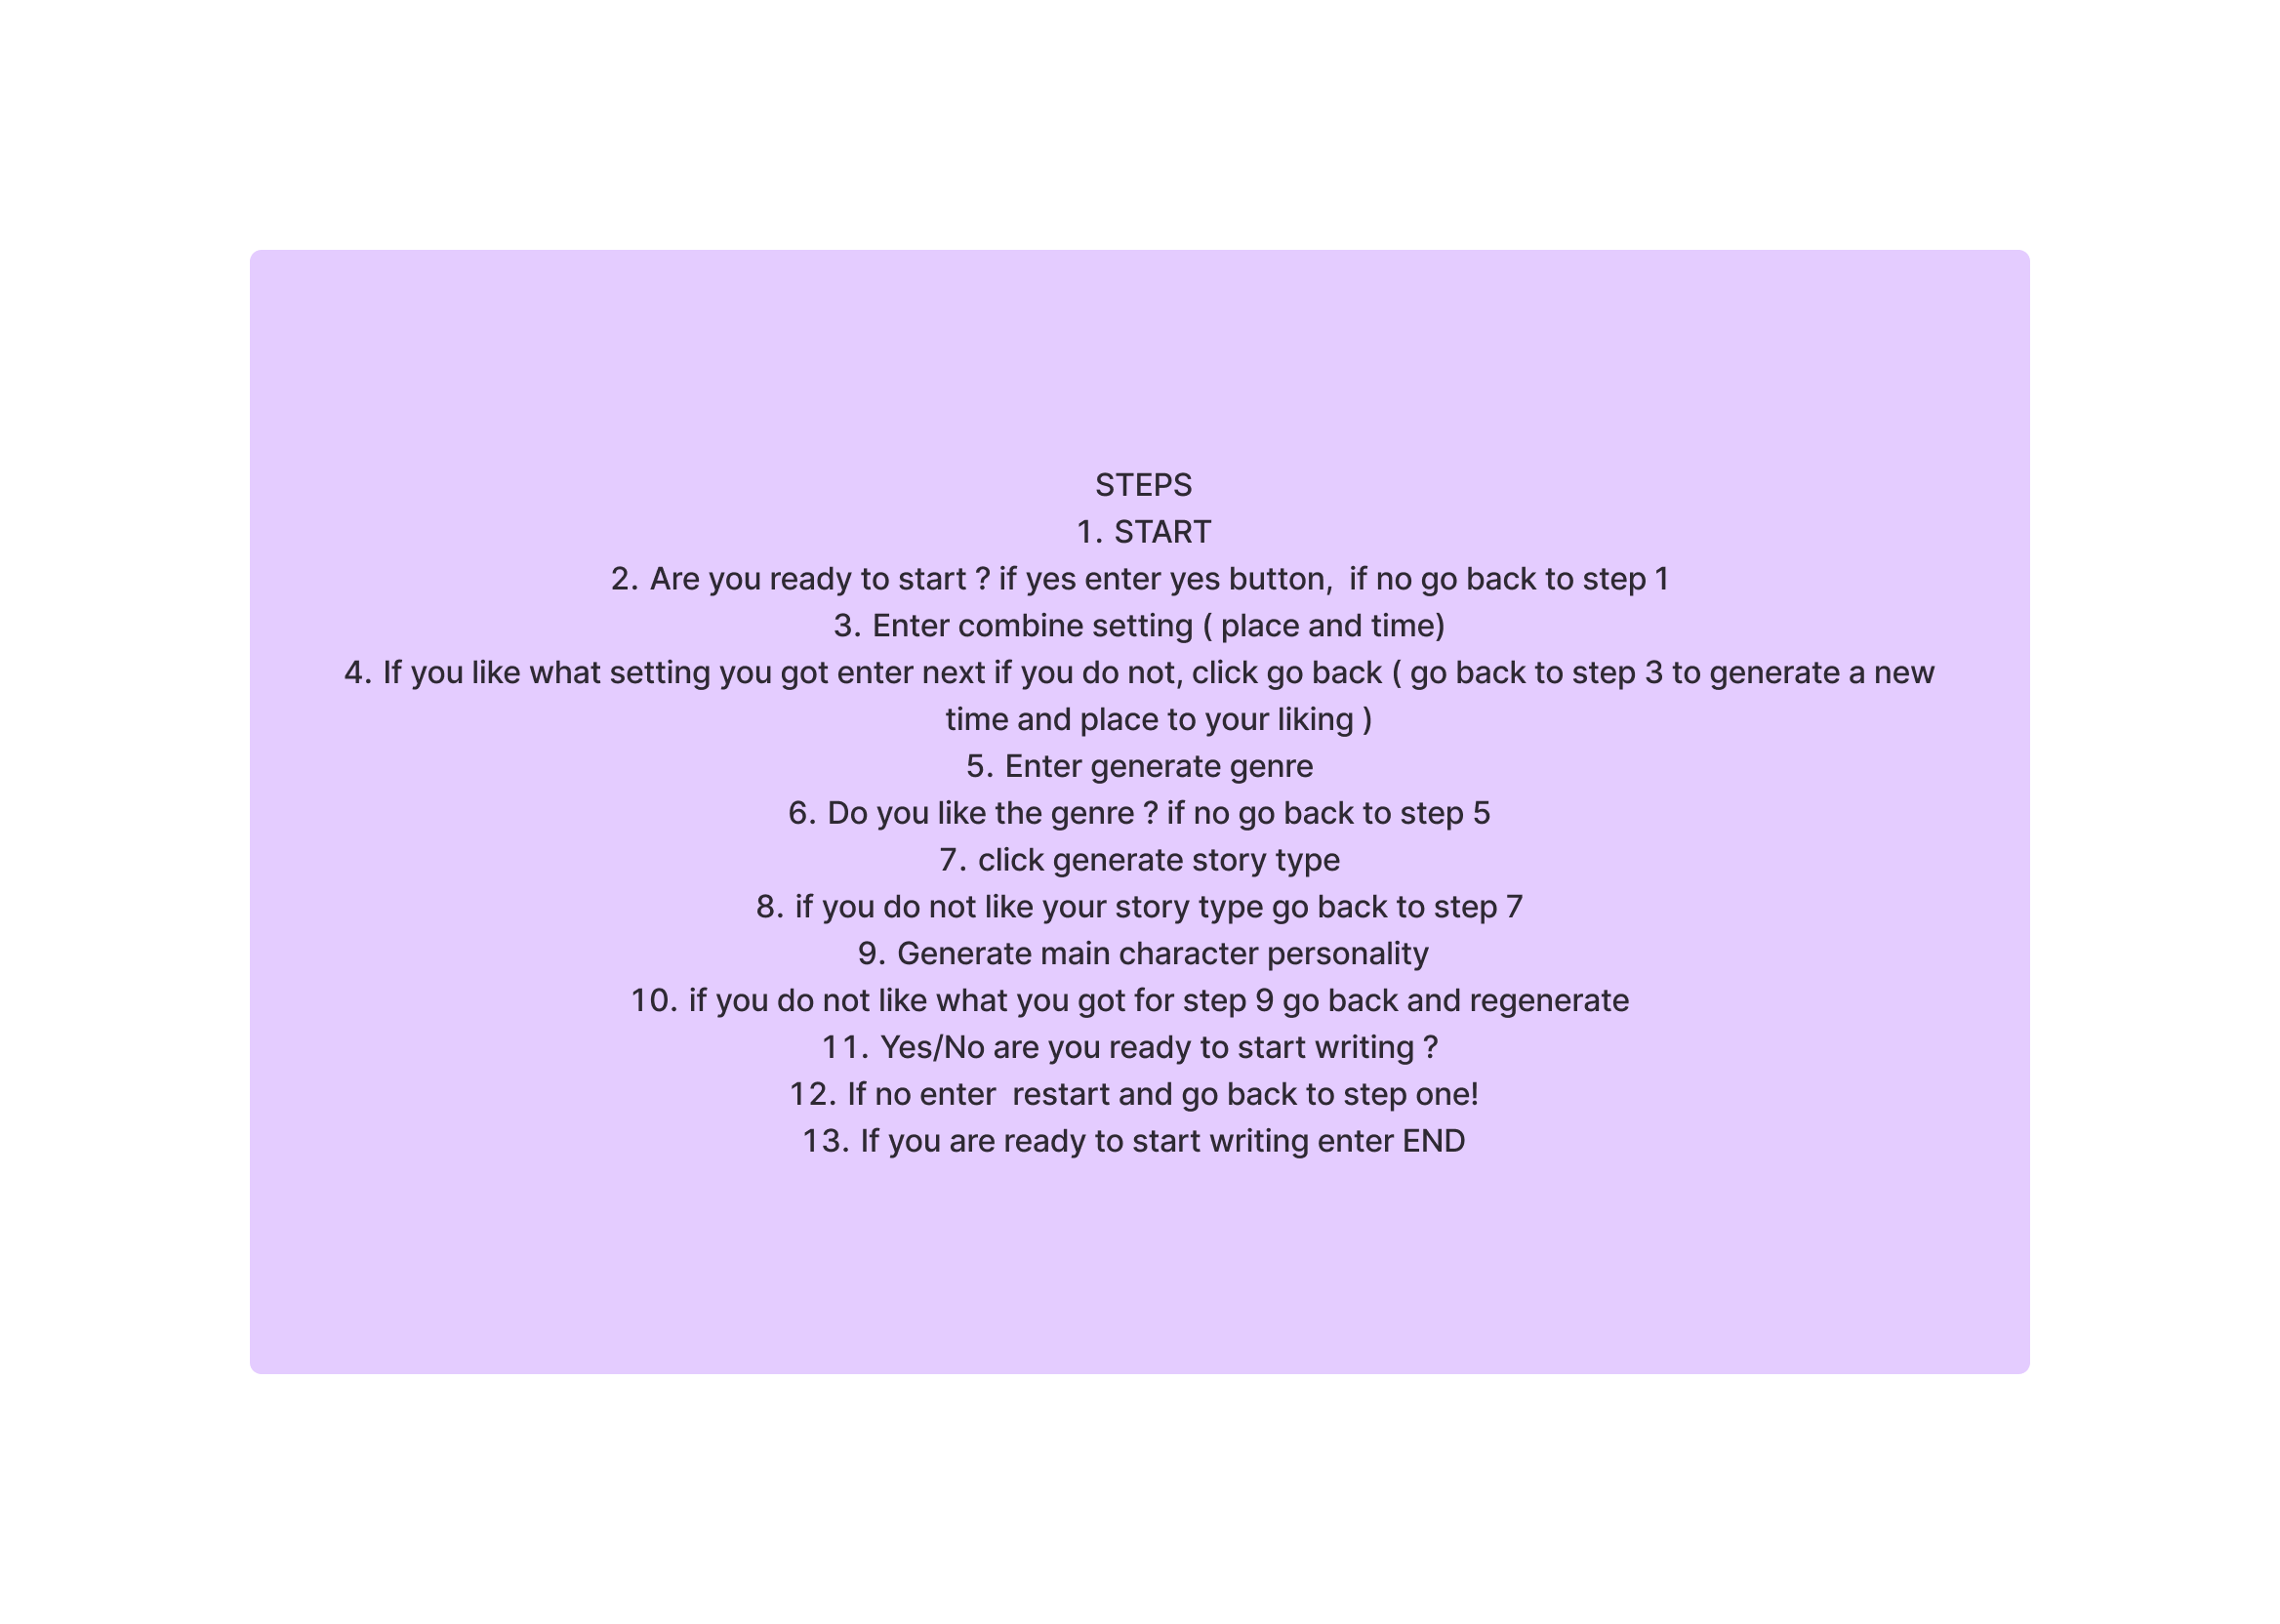 STEPS
1. START
2. Are you ready to start ? if yes enter yes button,  if no go back to step 1
3. Enter combine setting ( place and time)
4. If you like what setting you got enter next if you do not, click go back ( go back to step 3 to generate a new
time and place to your liking )
5. Enter generate genre
6. Do you like the genre ? if no go back to step 5
7. click generate story type
8. if you do not like your story type go back to step 7
9. Generate main character personality
10. if you do not like what you got for step 9 go back and regenerate
11. Yes/No are you ready to start writing ?
12. If no enter  restart and go back to step one!
13. If you are ready to start writing enter END